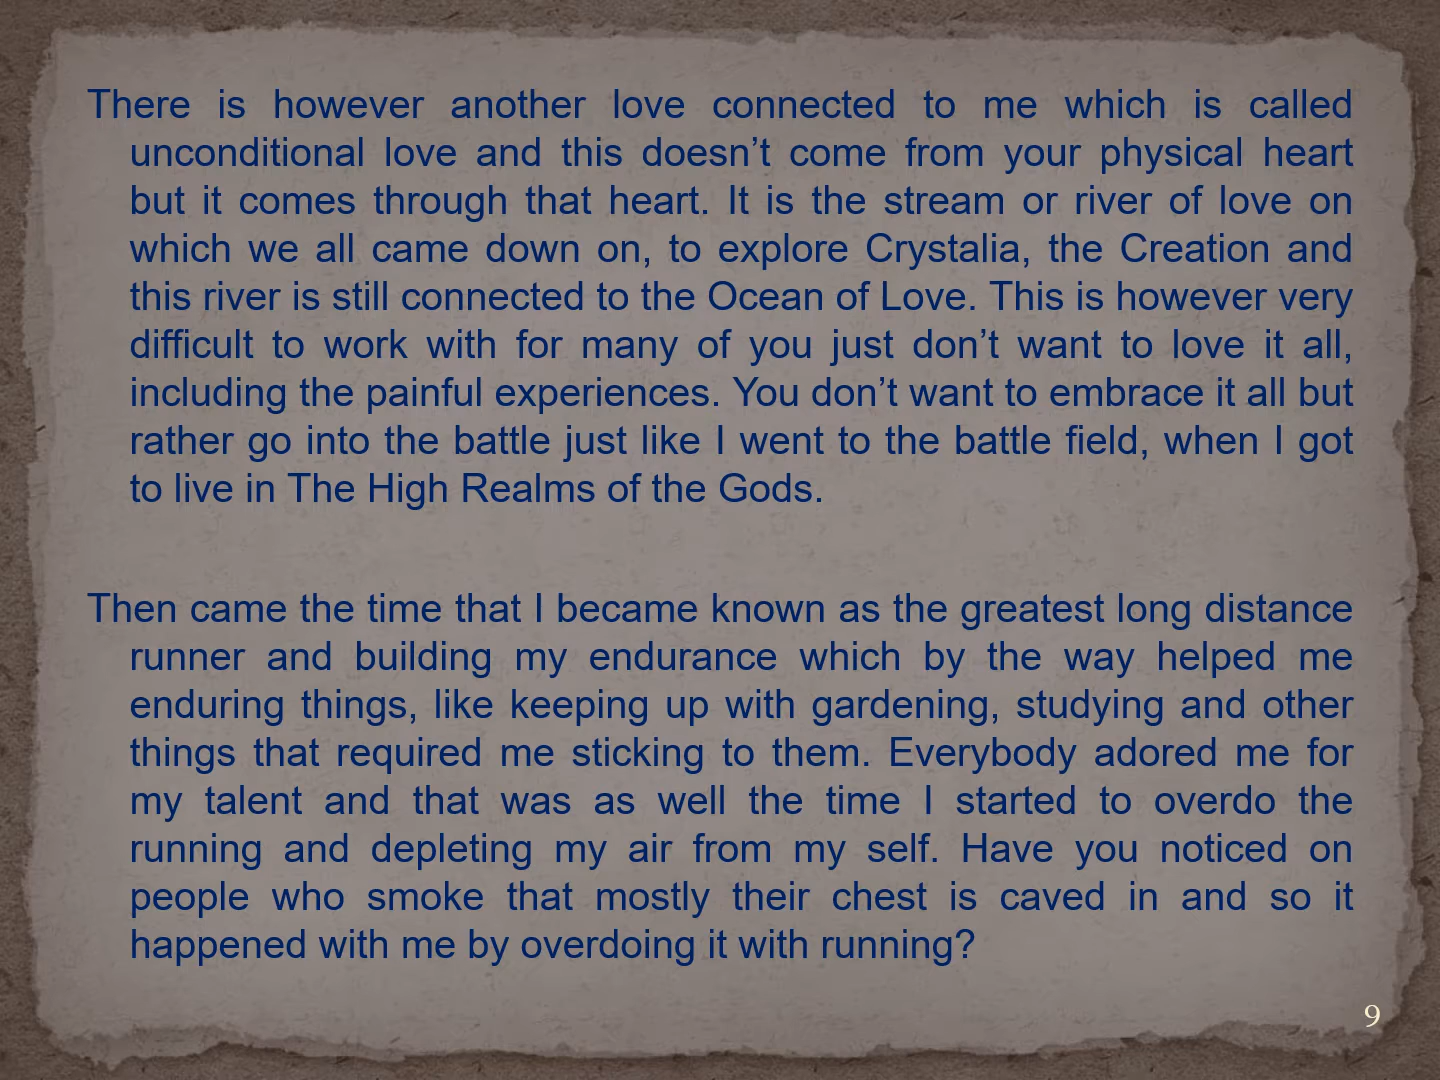 There is however another love connected to me which is called
unconditional love and this doesn’t come from your physical heart
but it comes through that heart. It is the stream or river of love on
which we all came down on, to explore Crystalia, the Creation and
this river is still connected to the Ocean of Love. This is however very
difficult to work with for many of you just don’t want to love it all,
including the painful experiences. You don’t want to embrace it all but
rather go into the battle just like I went to the battle field, when I got
to live in The High Realms of the Gods.
Then came the time that I became known as the greatest long distance
runner and building my endurance which by the way helped me
enduring things, like keeping up with gardening, studying and other
things that required me sticking to them. Everybody adored me for
my talent and that was as well the time I started to overdo the
running and depleting my air from my self. Have you noticed on
people who smoke that mostly their chest is caved in and so it
happened with me by overdoing it with running?
9